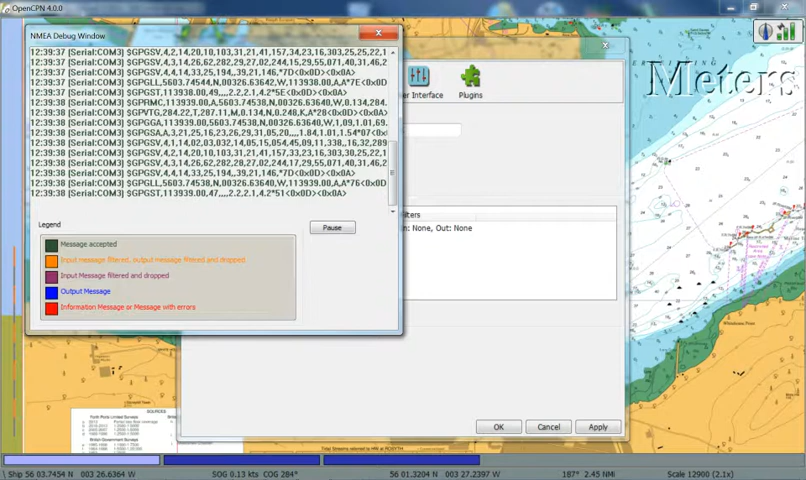 OpenCPN 4.0.0
NMEA Debug Window
12:39:37 [Serial:COM3] $GPGSV,4,2,14,20,10,103,31,21,41,157,34,23,16,303,25,25,22,1
12:39:37 [Serial:COM3] $GPGSV,4,3,14,26,62,282,29,27,02,244,15,29,55,071,40,31,46,2
12:39:37 [Serial:COM3] $GPGSV,4,4,14,33,25,194,,39,21,146,*7D<0x0D><0x0A>
12:39:37 [Serial:COM3] $GPGLL,5603.74544,N,00326.63642,W,113938.00,A,A*7E<0x0D
12:39:37 [Serial:COM3] $GPGST,113938.00,49,,,,2.2,2.1,4.2*5E<0x0D><0x0A>
12:39:38 [Serial:COM3] $GPRMC,113939.00,A,5603.74538,N,00326.63640,W,0.134,284.
12:39:38 [Serial:COM3] $GPVTG,284.22,T,287.11,M,0.134,N,0.248,K,A*28<0x0D><0x0A>
12:39:38 [Serial:COM3] $GPGGA,113939.00,5603.74538,N,00326.63640,W,1,09,1.01,69.
12:39:38 [Serial:COM3] $GPGSA,A,3,21,25,16,23,26,29,31,05,20,,,,1.84,1.01,1.54*07<0x
12:39:38 [Serial:COM3] $GPGSV,4,1,14,02,03,032,14,05,15,054,45,09,11,338,,16,32,289
12:39:38 [Serial:COM3] $GPGSV,4,2,14,20,10,103,31,21,41,157,33,23,16,303,30,25,22,1
12:39:38 [Serial:COM3] $GPGSV,4,3,14,26,62,282,28,27,02,244,17,29,55,071,40,31,46,2
12:39:38 [Serial:COM3] $GPGSV,4,4,14,33,25,194,,39,21,146,*7D<0x0D><0x0A>
12:39:38 [Serial:COM3] $GPGLL,5603.74538,N,00326.63640,W,113939.00,A,A*76<0x0D
12:39:38 [Serial:COM3] $GPGST,113939.00,47,,,,2.2,2.1,4.2*51<0x0D><0x0A>
Legend
Pause
Message accepted
Input message filtered, output message filtered and dropped
Input Message filtered and dropped
Output Message
Information Message or Message with errors
er Interface
Plugins
Filters
In: None, Out: None
OK
Cancel
Apply
Meters
Ship 56 03.7454 N 003 26.6364 W
SOG 0.13 kts COG 284°
56 01.3204 N 003 27.2397 W
187° 2.45 NMi
Scale 12900 (2.1x)